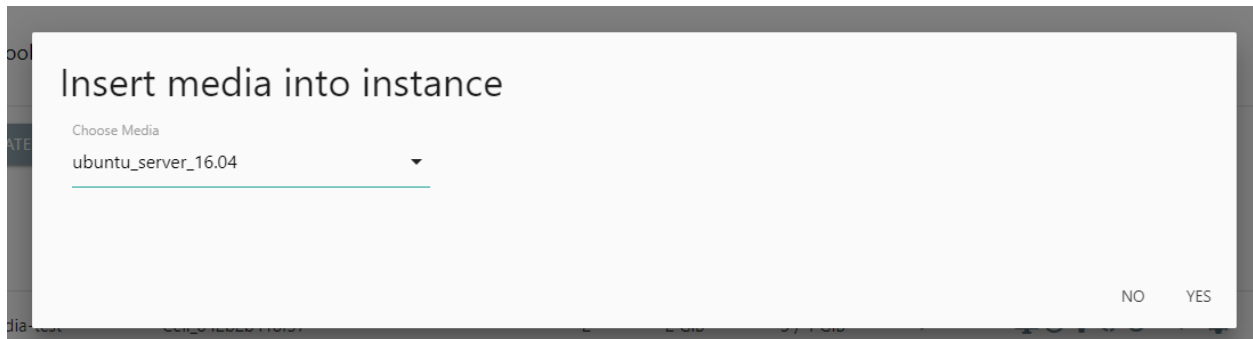 Insert media into instance
Choose Media
ubuntu_server_16.04
NO YES